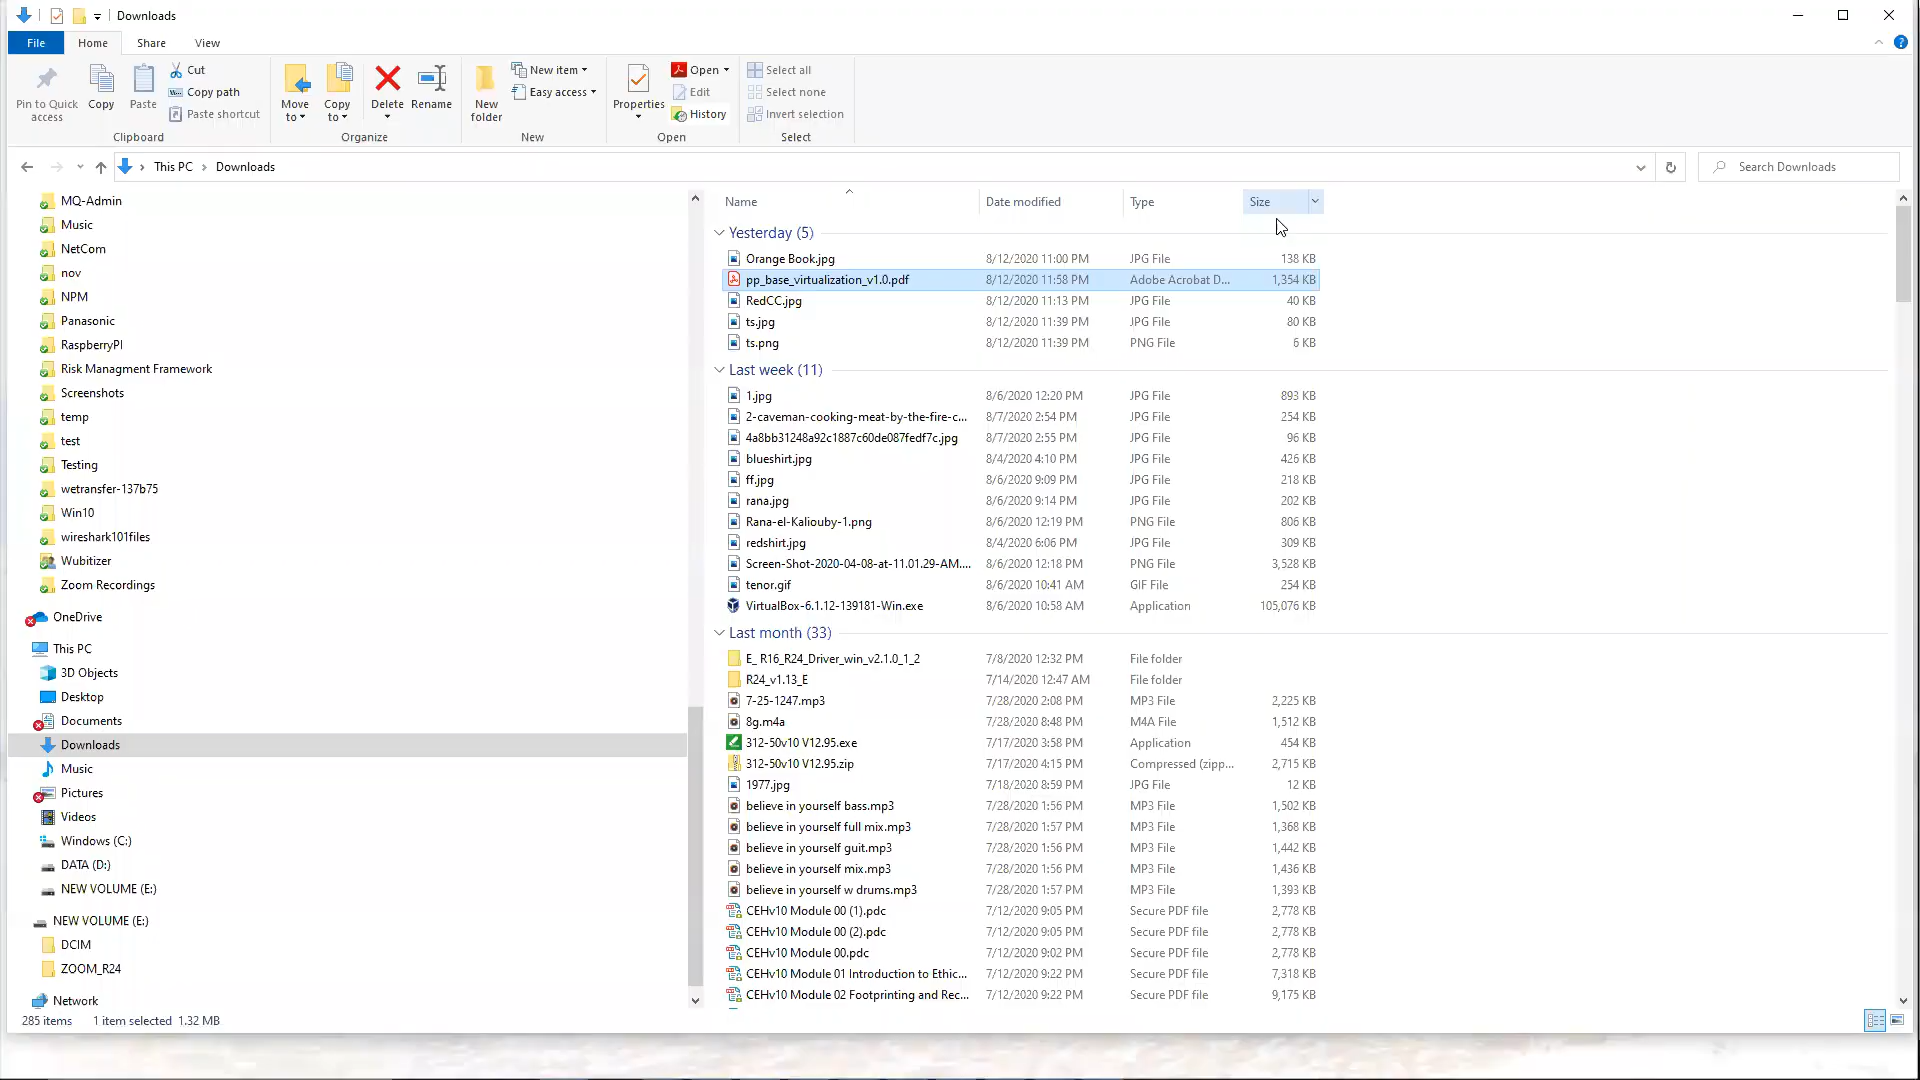 Downloads
File Home Share View
Pin to Quick access
Copy
Paste
Cut
Copy path
Paste shortcut
Clipboard
Move to
Copy to
Delete
Rename
Organize
New folder
New item
Easy access
New
Properties
Open
Edit
History
Open
Select all
Select none
Invert selection
Select
This PC Downloads
Search Downloads
MQ-Admin
Music
NetCom
nov
NPM
Panasonic
RaspberryPI
Risk Managment Framework
Screenshots
temp
test
Testing
wetransfer-137b75
Win10
wireshark101files
Wubitizer
Zoom Recordings
OneDrive
This PC
3D Objects
Desktop
Documents
Downloads
Music
Pictures
Videos
Windows (C:)
DATA (D:)
NEW VOLUME (E:)
NEW VOLUME (E:)
DCIM
ZOOM_R24
Network
Name Date modified Type Size
Yesterday (5)
Orange Book.jpg 8/12/2020 11:00 PM JPG File 138 KB
pp_base_virtualization_v1.0.pdf 8/12/2020 11:58 PM Adobe Acrobat D... 1,354 KB
RedCC.jpg 8/12/2020 11:13 PM JPG File 40 KB
ts.jpg 8/12/2020 11:39 PM JPG File 80 KB
ts.png 8/12/2020 11:39 PM PNG File 6 KB
Last week (11)
1.jpg 8/6/2020 12:20 PM JPG File 893 KB
2-caveman-cooking-meat-by-the-fire-c... 8/7/2020 2:54 PM JPG File 254 KB
4a8bb31248a92c1887c60de087fedf7c.jpg 8/7/2020 2:55 PM JPG File 96 KB
blueshirt.jpg 8/4/2020 4:10 PM JPG File 426 KB
ff.jpg 8/6/2020 9:09 PM JPG File 218 KB
rana.jpg 8/6/2020 9:14 PM JPG File 202 KB
Rana-el-Kaliouby-1.png 8/6/2020 12:19 PM PNG File 806 KB
redshirt.jpg 8/4/2020 6:06 PM JPG File 309 KB
Screen-Shot-2020-04-08-at-11.01.29-AM.... 8/6/2020 12:18 PM PNG File 3,528 KB
tenor.gif 8/6/2020 10:41 AM GIF File 254 KB
VirtualBox-6.1.12-139181-Win.exe 8/6/2020 10:58 AM Application 105,076 KB
Last month (33)
E_ R16_R24_Driver_win_v2.1.0_1_2 7/8/2020 12:32 PM File folder
R24_v1.13_E 7/14/2020 12:47 AM File folder
7-25-1247.mp3 7/28/2020 2:08 PM MP3 File 2,225 KB
8g.m4a 7/28/2020 8:48 PM M4A File 1,512 KB
312-50v10 V12.95.exe 7/17/2020 3:58 PM Application 454 KB
312-50v10 V12.95.zip 7/17/2020 4:15 PM Compressed (zipp... 2,715 KB
1977.jpg 7/18/2020 8:59 PM JPG File 12 KB
believe in yourself bass.mp3 7/28/2020 1:56 PM MP3 File 1,502 KB
believe in yourself full mix.mp3 7/28/2020 1:57 PM MP3 File 1,368 KB
believe in yourself guit.mp3 7/28/2020 1:56 PM MP3 File 1,442 KB
believe in yourself mix.mp3 7/28/2020 1:56 PM MP3 File 1,436 KB
believe in yourself w drums.mp3 7/28/2020 1:57 PM MP3 File 1,393 KB
CEHv10 Module 00 (1).pdc 7/12/2020 9:05 PM Secure PDF file 2,778 KB
CEHv10 Module 00 (2).pdc 7/12/2020 9:05 PM Secure PDF file 2,778 KB
CEHv10 Module 00.pdc 7/12/2020 9:02 PM Secure PDF file 2,778 KB
CEHv10 Module 01 Introduction to Ethic... 7/12/2020 9:22 PM Secure PDF file 7,318 KB
CEHv10 Module 02 Footprinting and Rec... 7/12/2020 9:22 PM Secure PDF file 9,175 KB
285 items 1 item selected 1.32 MB